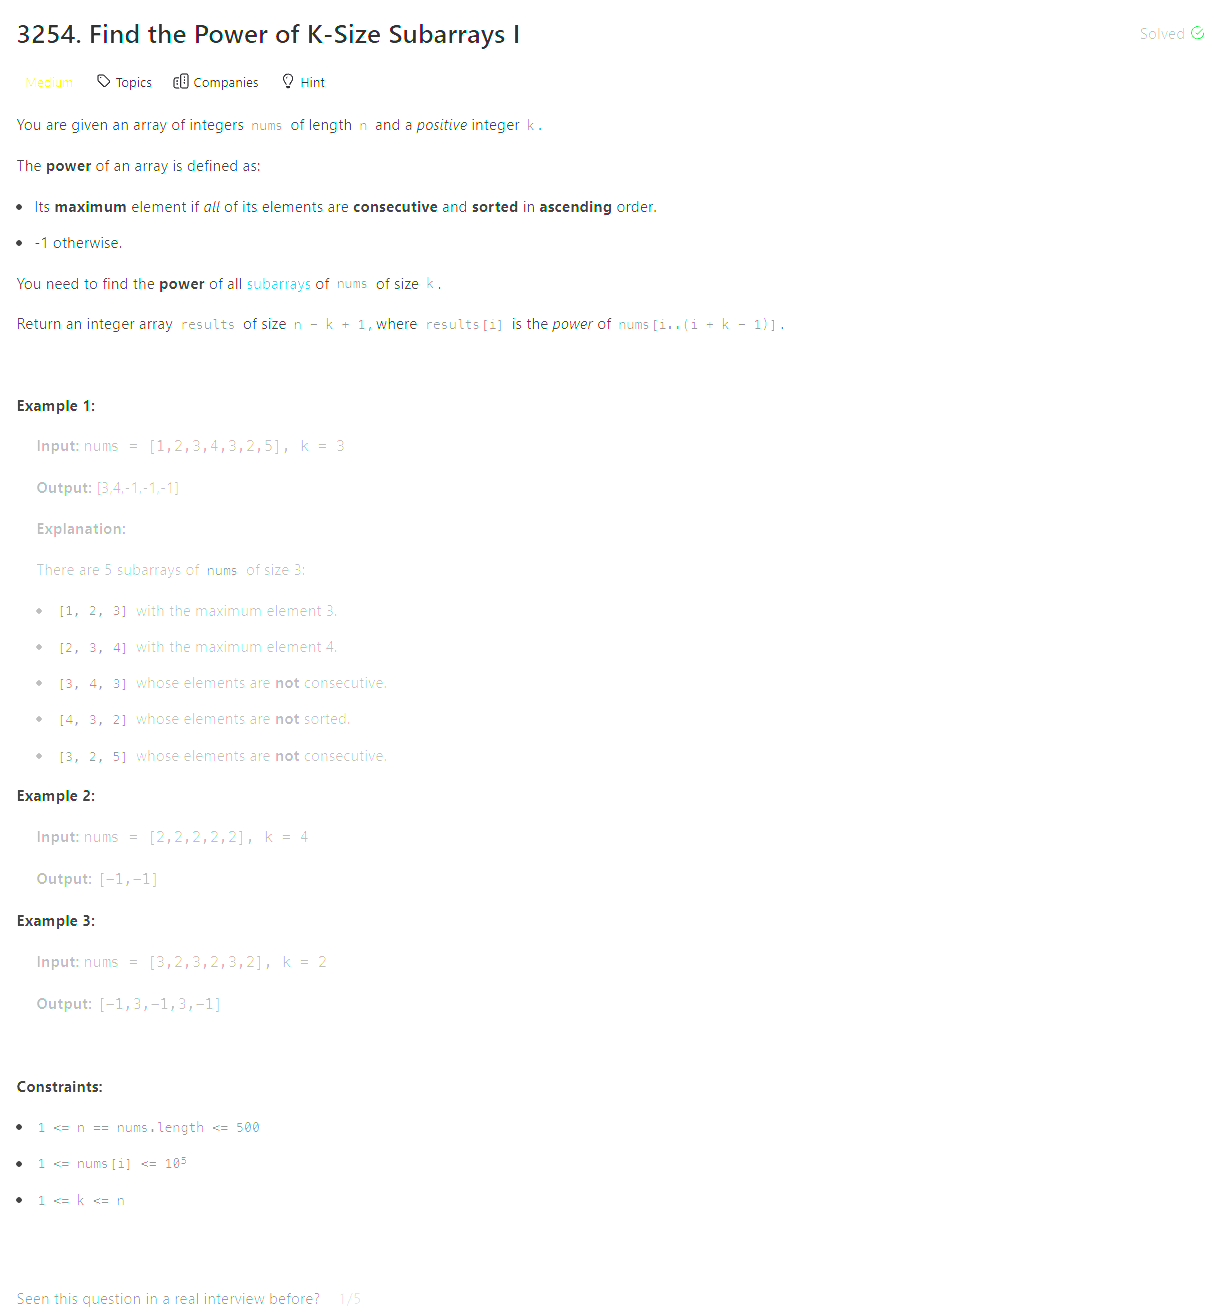 3254. Find the Power of K-Size Subarrays I
Solved
Medium Topics Companies Hint
You are given an array of integers nums of length n and a positive integer k.
The power of an array is defined as:
• Its maximum element if all of its elements are consecutive and sorted in ascending order.
• -1 otherwise.
You need to find the power of all subarrays of nums of size k.
Return an integer array results of size n - k + 1, where results[i] is the power of nums[i..(i + k - 1)].
Example 1:
Input: nums = [1,2,3,4,3,2,5], k = 3
Output: [3,4,-1,-1,-1]
Explanation:
There are 5 subarrays of nums of size 3:
• [1, 2, 3] with the maximum element 3.
• [2, 3, 4] with the maximum element 4.
• [3, 4, 3] whose elements are not consecutive.
• [4, 3, 2] whose elements are not sorted.
• [3, 2, 5] whose elements are not consecutive.
Example 2:
Input: nums = [2,2,2,2,2], k = 4
Output: [-1,-1]
Example 3:
Input: nums = [3,2,3,2,3,2], k = 2
Output: [-1,3,-1,3,-1]
Constraints:
• 1 <= n == nums.length <= 500
• 1 <= nums[i] <= 10⁵
• 1 <= k <= n
Seen this question in a real interview before? 1/5